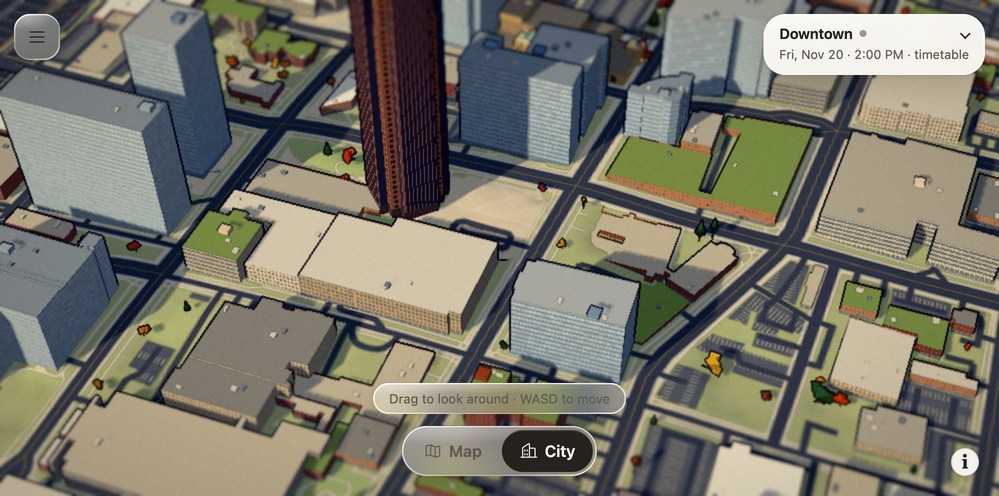 Downtown
Fri, Nov 20 · 2:00 PM · timetable
Drag to look around · WASD to move
Map
City
i